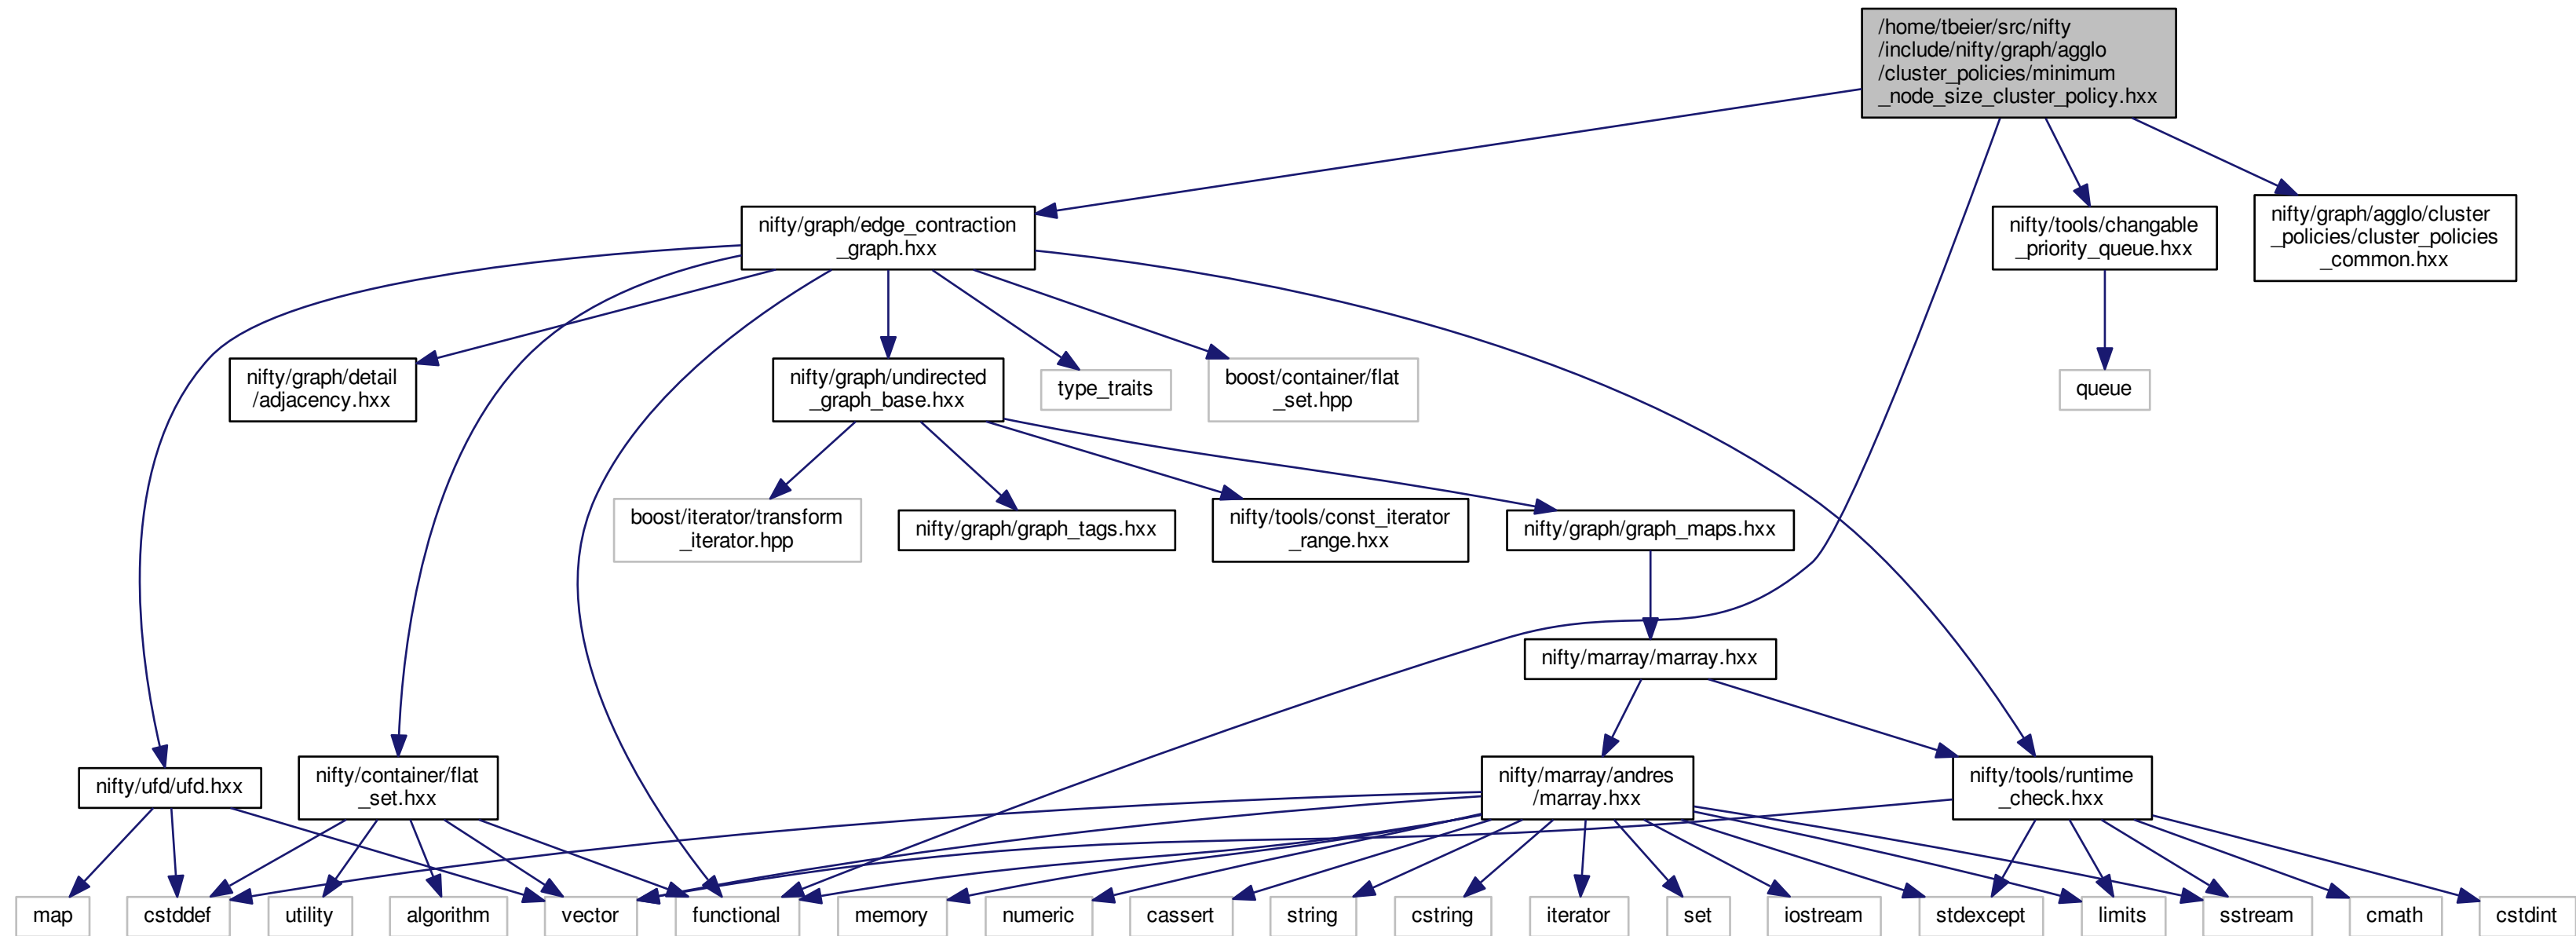 /home/tbeier/src/nifty
/include/nifty/graph/agglo
/cluster_policies/minimum
_node_size_cluster_policy.hxx
nifty/graph/edge_contraction
_graph.hxx
nifty/tools/changable
_priority_queue.hxx
nifty/graph/agglo/cluster
_policies/cluster_policies
_common.hxx
nifty/graph/detail
/adjacency.hxx
nifty/graph/undirected
_graph_base.hxx
type_traits
boost/container/flat
_set.hpp
queue
boost/iterator/transform
_iterator.hpp
nifty/graph/graph_tags.hxx
nifty/tools/const_iterator
_range.hxx
nifty/graph/graph_maps.hxx
nifty/marray/marray.hxx
nifty/ufd/ufd.hxx
nifty/container/flat
_set.hxx
nifty/marray/andres
/marray.hxx
nifty/tools/runtime
_check.hxx
map
cstddef
utility
algorithm
vector
functional
memory
numeric
cassert
string
cstring
iterator
set
iostream
stdexcept
limits
sstream
cmath
cstdint